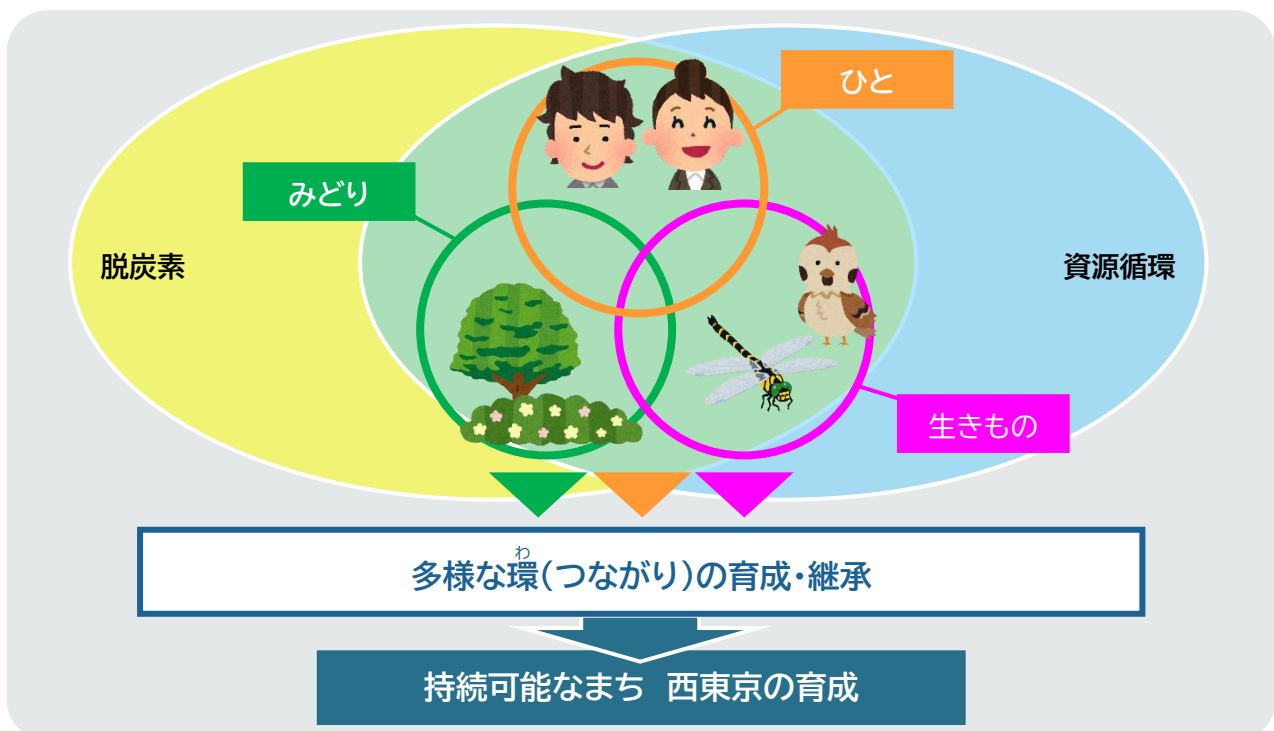 ひと
みどり
脱炭素
資源循環
生きもの
わ
多様な環(つながり)の育成・継承
持続可能なまち　西東京の育成